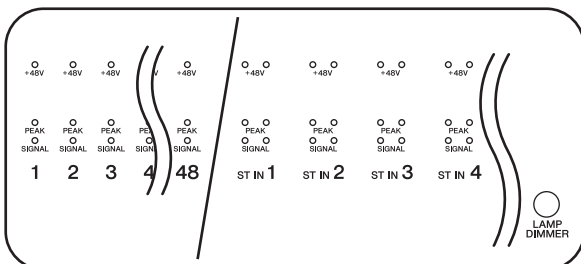 +48V +48V +48V V +48V +48V +48V +48V +48V
PEAK PEAK PEAK PEA PEAK PEAK PEAK PEAK PEAK
SIGNAL SIGNAL SIGNAL SIGN SIGNAL SIGNAL SIGNAL SIGNAL SIGNAL
1 2 3 4 48 ST IN 1 ST IN 2 ST IN 3 ST IN 4
LAMP
DIMMER